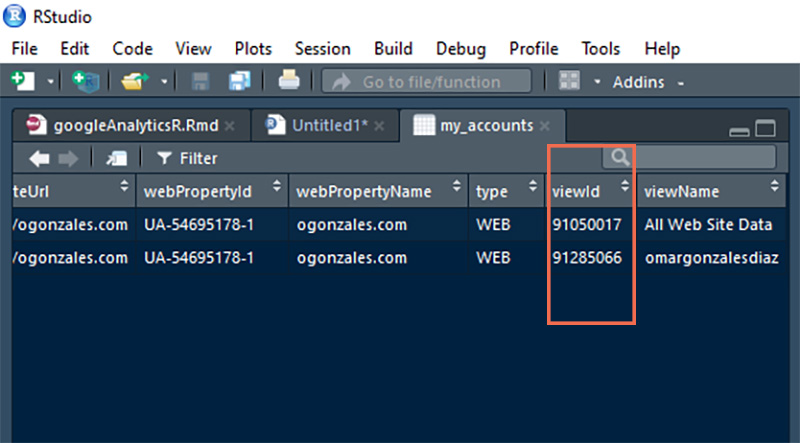 RStudio
File Edit Code View Plots Session Build Debug Profile Tools Help
Go to file/function Addins
googleAnalyticsR.Rmd × Untitled1* × my_accounts ×
Filter
teUrl webPropertyId webPropertyName type viewId viewName
/ogonzales.com UA-54695178-1 ogonzales.com WEB 91050017 All Web Site Data
/ogonzales.com UA-54695178-1 ogonzales.com WEB 91285066 omargonzalesdiaz